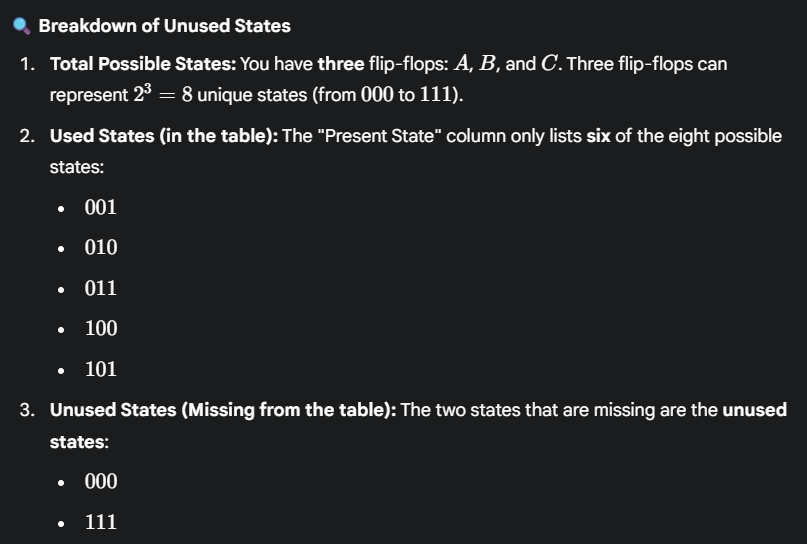 🔍 Breakdown of Unused States
1. Total Possible States: You have three flip-flops: A, B, and C. Three flip-flops can
represent 2³ = 8 unique states (from 000 to 111).
2. Used States (in the table): The "Present State" column only lists six of the eight possible
states:
• 001
• 010
• 011
• 100
• 101
3. Unused States (Missing from the table): The two states that are missing are the unused
states:
• 000
• 111